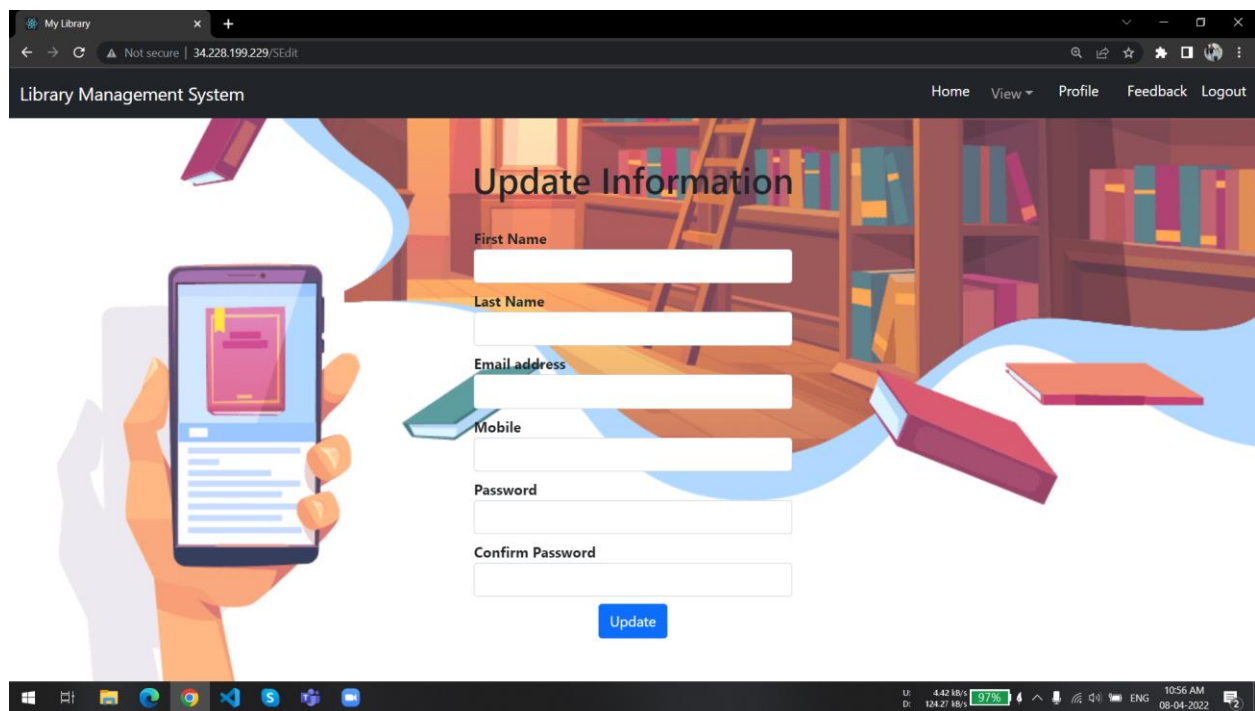 My Library
Not secure | 34.228.199.229/SEdit
Library Management System
Home View Profile Feedback Logout
Update Information
First Name
Last Name
Email address
Mobile
Password
Confirm Password
Update
U: 4.42 kB/s
D: 124.27 kB/s
97%
ENG
10:56 AM
08-04-2022
2